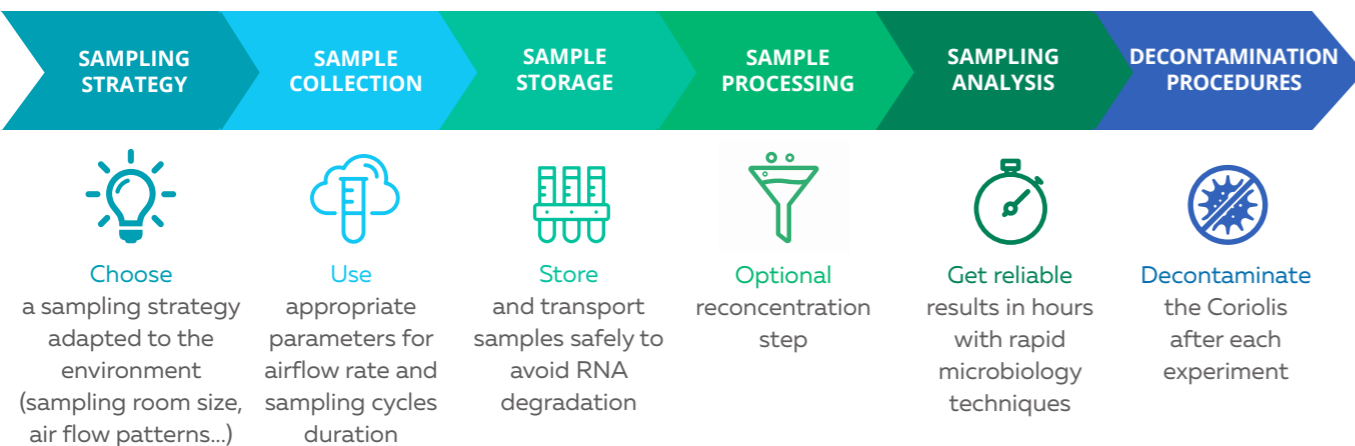 SAMPLING
STRATEGY
SAMPLE
COLLECTION
SAMPLE
STORAGE
SAMPLE
PROCESSING
SAMPLING
ANALYSIS
DECONTAMINATION
PROCEDURES
Choose
a sampling strategy
adapted to the
environment
(sampling room size,
air flow patterns...)
Use
appropriate
parameters for
airflow rate and
sampling cycles
duration
Store
and transport
samples safely to
avoid RNA
degradation
Optional
reconcentration
step
Get reliable
results in hours
with rapid
microbiology
techniques
Decontaminate
the Coriolis
after each
experiment